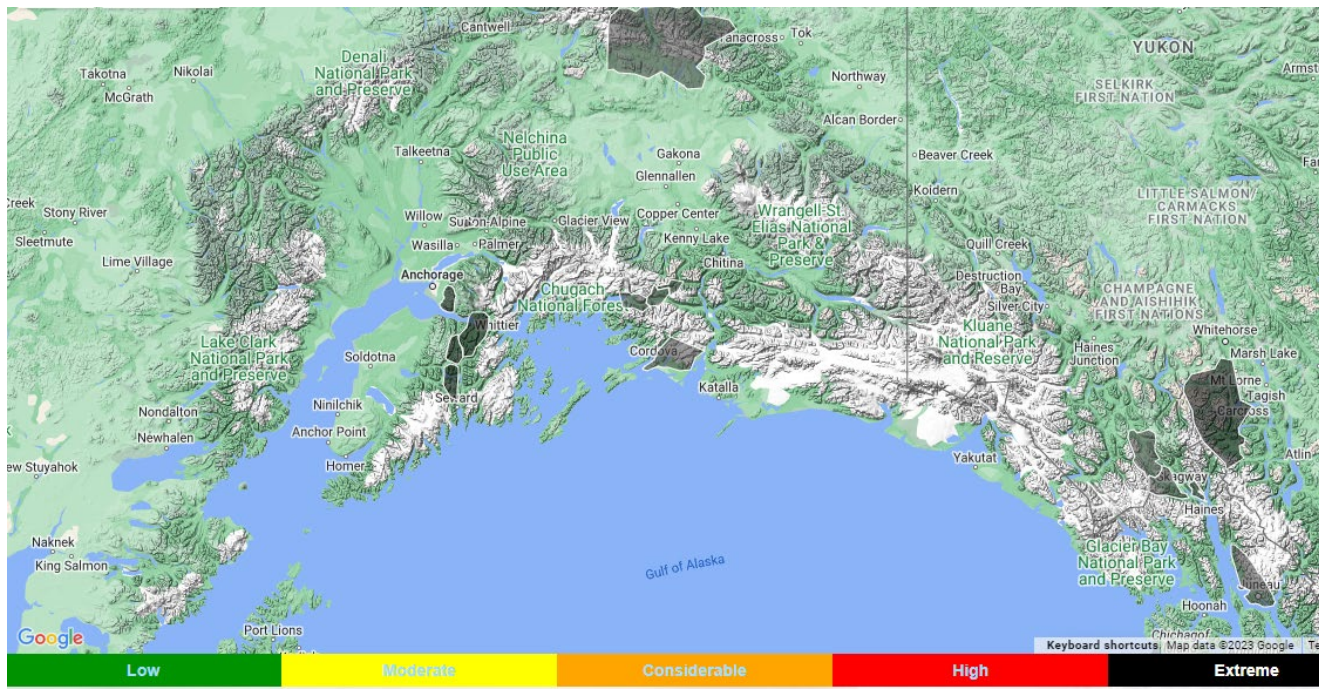 Cantwell
Tanacross
Tok
YUKON
Denali
National Park
and Preserve
Takotna
Nikolai
McGrath
Northway
SELKIRK
FIRST NATION
Armst
Alcan Border
Talkeetna
Nelchina
Public
Use Area
Gakona
Glennallen
Beaver Creek
Koidern
Creek
Stony River
Sleetmute
Lime Village
LITTLE SALMON/
CARMACKS
FIRST NATION
Willow
Sutton-Alpine
Glacier View
Copper Center
Wasilla
Palmer
Kenny Lake
Chitina
Wrangell-St.
Elias National
Park &
Preserve
Quill Creek
Destruction
Bay
Silver City
Anchorage
Chugach
National Forest
CHAMPAGNE
AND AISHIHIK
FIRST NATIONS
Whittier
Whitehorse
Lake Clark
National Park
and Preserve
Soldotna
Cordova
Katalla
Kluane
National Park
and Reserve
Haines
Junction
Marsh Lake
Mt Lorne
Tagish
Carcross
Ninilchik
Seward
Nondalton
Newhalen
Anchor Point
Homer
ew Stuyahok
Yakutat
Atlin
Skagway
Haines
Naknek
King Salmon
Gulf of Alaska
Glacier Bay
National Park
and Preserve
Juneau
Hoonah
Port Lions
Chichagof
Google
Keyboard shortcuts
Map data ©2023 Google
Te
Low
Moderate
Considerable
High
Extreme